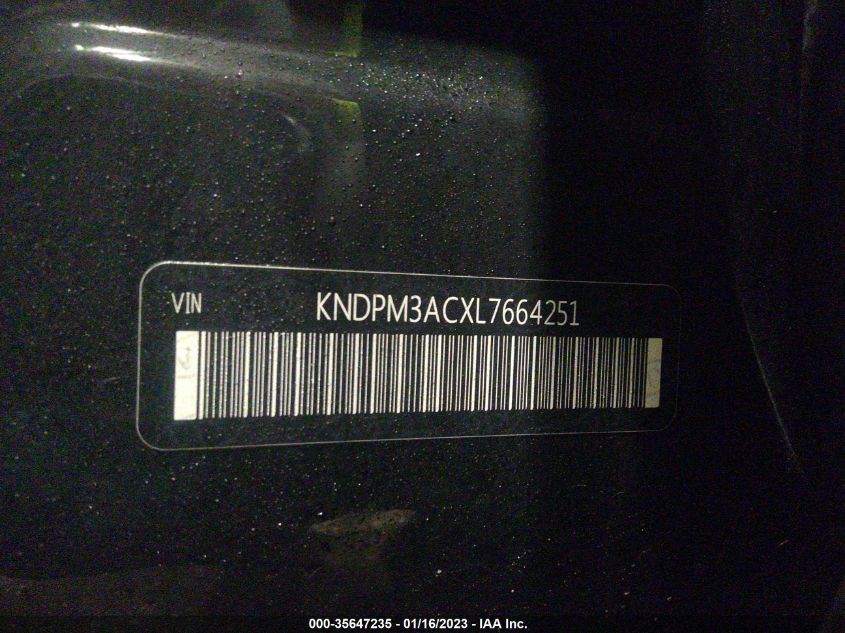 VIN KNDPM3ACXL7664251
000-35647235 - 01/16/2023 - IAA Inc.